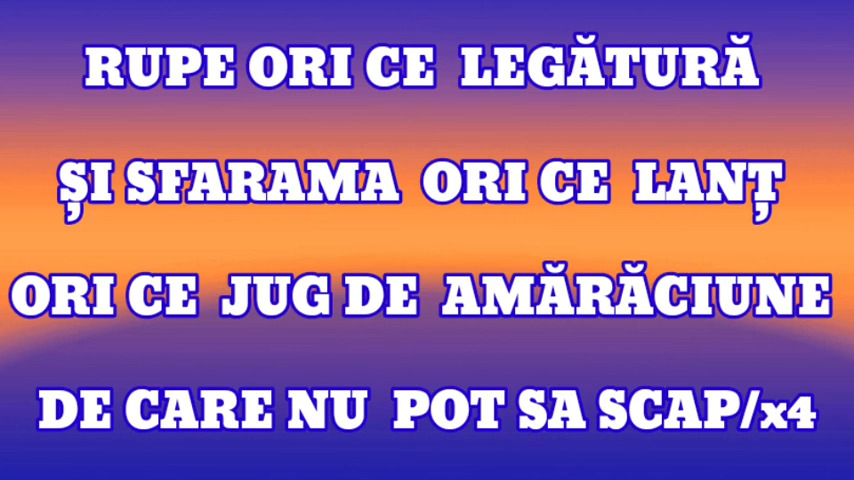 RUPE ORI CE LEGĂTURĂ
ȘI SFARAMA ORI CE LANȚ
ORI CE JUG DE AMĂRĂCIUNE
DE CARE NU POT SA SCAP/x4